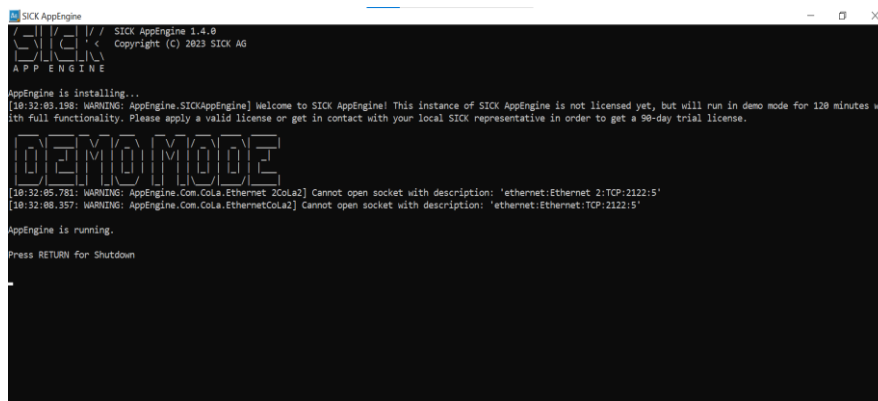 SICK AppEngine
SICK
SICK AppEngine 1.4.0
Copyright (C) 2023 SICK AG
APP ENGINE
AppEngine is installing...
[10:32:03.198: WARNING: AppEngine.SICKAppEngine] Welcome to SICK AppEngine! This instance of SICK AppEngine is not licensed yet, but will run in demo mode for 120 minutes w
ith full functionality. Please apply a valid license or get in contact with your local SICK representative in order to get a 90-day trial license.
DEMO MODE
[10:32:05.781: WARNING: AppEngine.Com.CoLa.Ethernet 2CoLa2] Cannot open socket with description: 'ethernet:Ethernet 2:TCP:2122:5'
[10:32:08.357: WARNING: AppEngine.Com.CoLa.EthernetCoLa2] Cannot open socket with description: 'ethernet:Ethernet:TCP:2122:5'
AppEngine is running.
Press RETURN for Shutdown